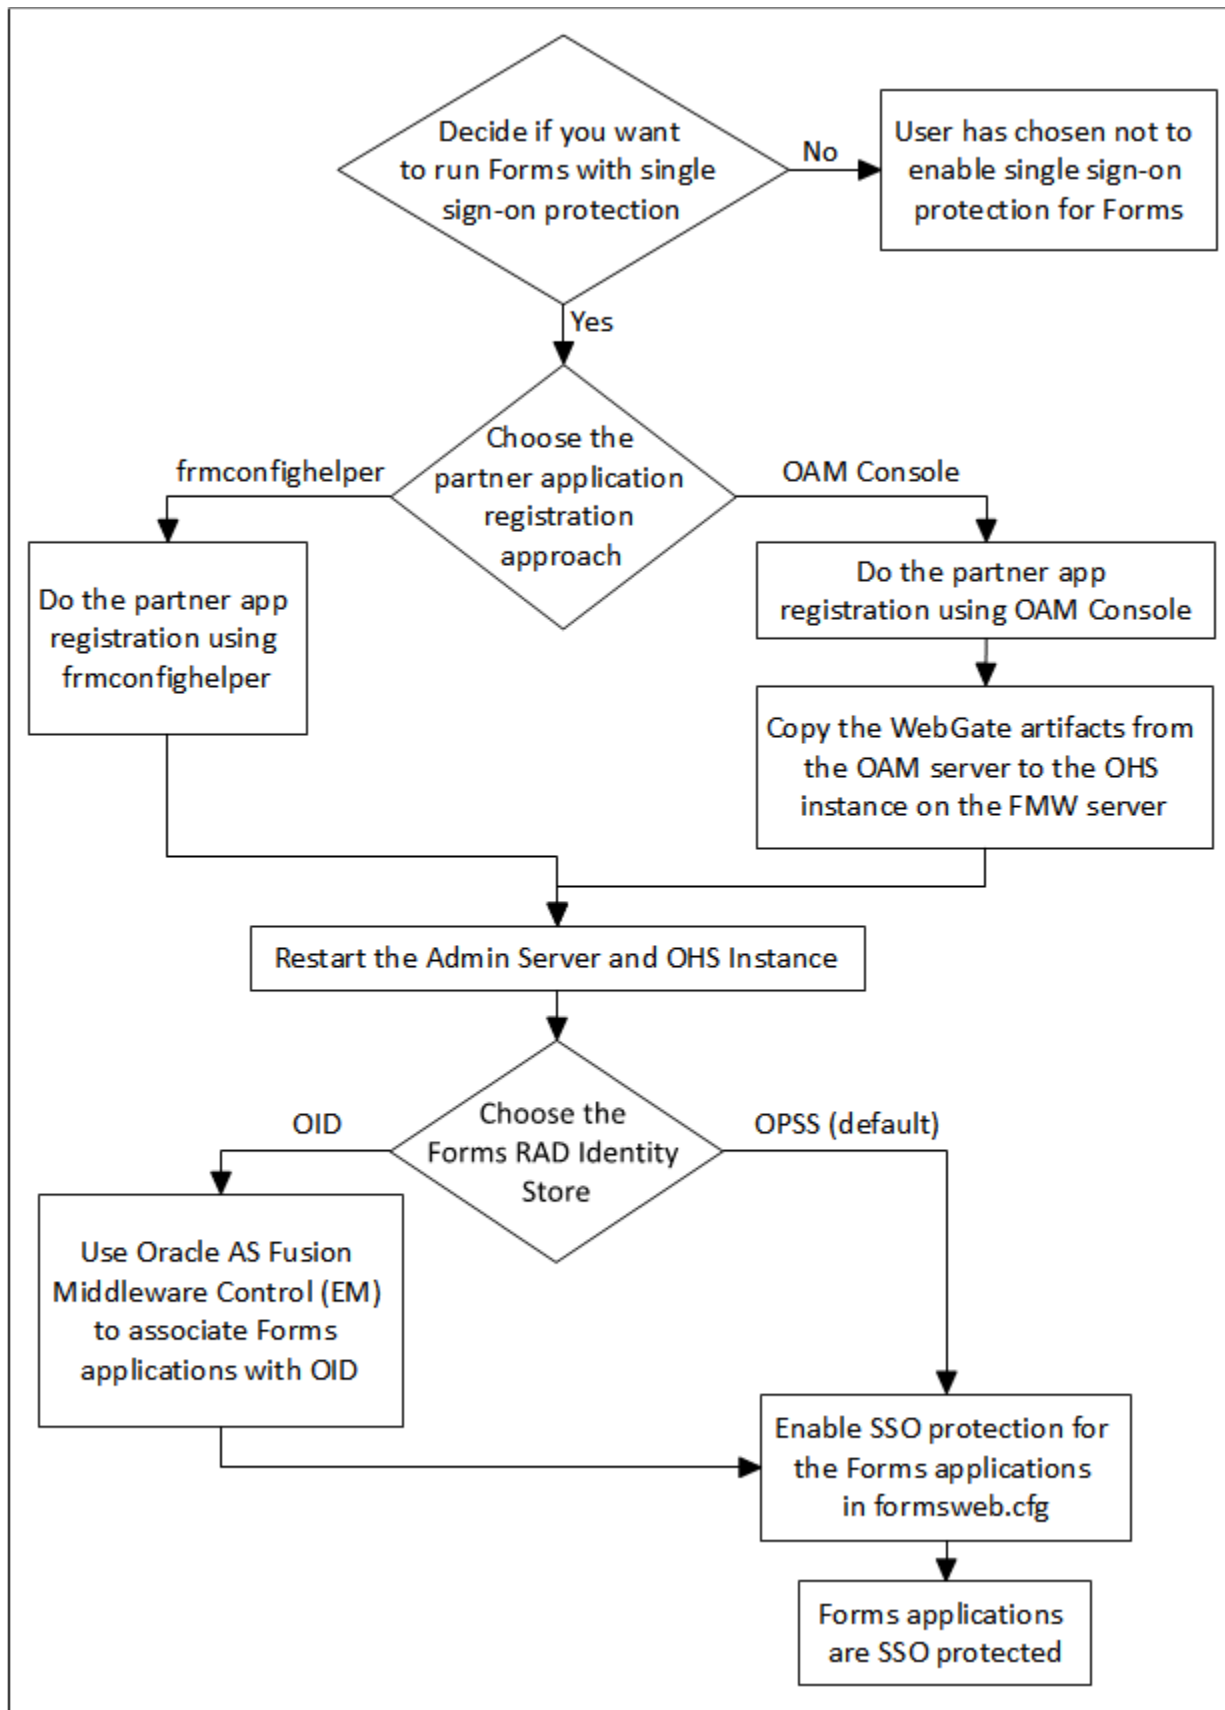 Decide if you want
to run Forms with single
sign-on protection
No
User has chosen not to
enable single sign-on
protection for Forms
Yes
Choose the
partner application
registration
approach
frmconfighelper
OAM Console
Do the partner app
registration using
frmconfighelper
Do the partner app
registration using OAM Console
Copy the WebGate artifacts from
the OAM server to the OHS
instance on the FMW server
Restart the Admin Server and OHS Instance
Choose the
Forms RAD Identity
Store
OID
OPSS (default)
Use Oracle AS Fusion
Middleware Control (EM)
to associate Forms
applications with OID
Enable SSO protection for
the Forms applications
in formsweb.cfg
Forms applications
are SSO protected